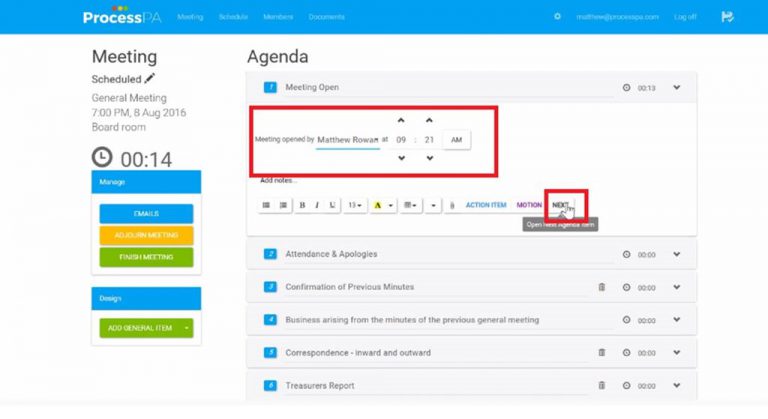 ProcessPA Meeting Schedule Members Documents matthew@processpa.com Log off
Meeting
Scheduled
General Meeting
7:00 PM, 8 Aug 2016
Board room
00:14
Manage
EMAILS
ADJOURN MEETING
FINISH MEETING
Design
ADD GENERAL ITEM
Agenda
1 Meeting Open 00:13
Meeting opened by Matthew Rowan at 09 : 21 AM
Add notes...
B I U 13 A ACTION ITEM MOTION NEXT
Open Next Agenda Item
2 Attendance & Apologies 00:00
3 Confirmation of Previous Minutes 00:00
4 Business arising from the minutes of the previous general meeting 00:00
5 Correspondence - inward and outward 00:00
6 Treasurers Report 00:00